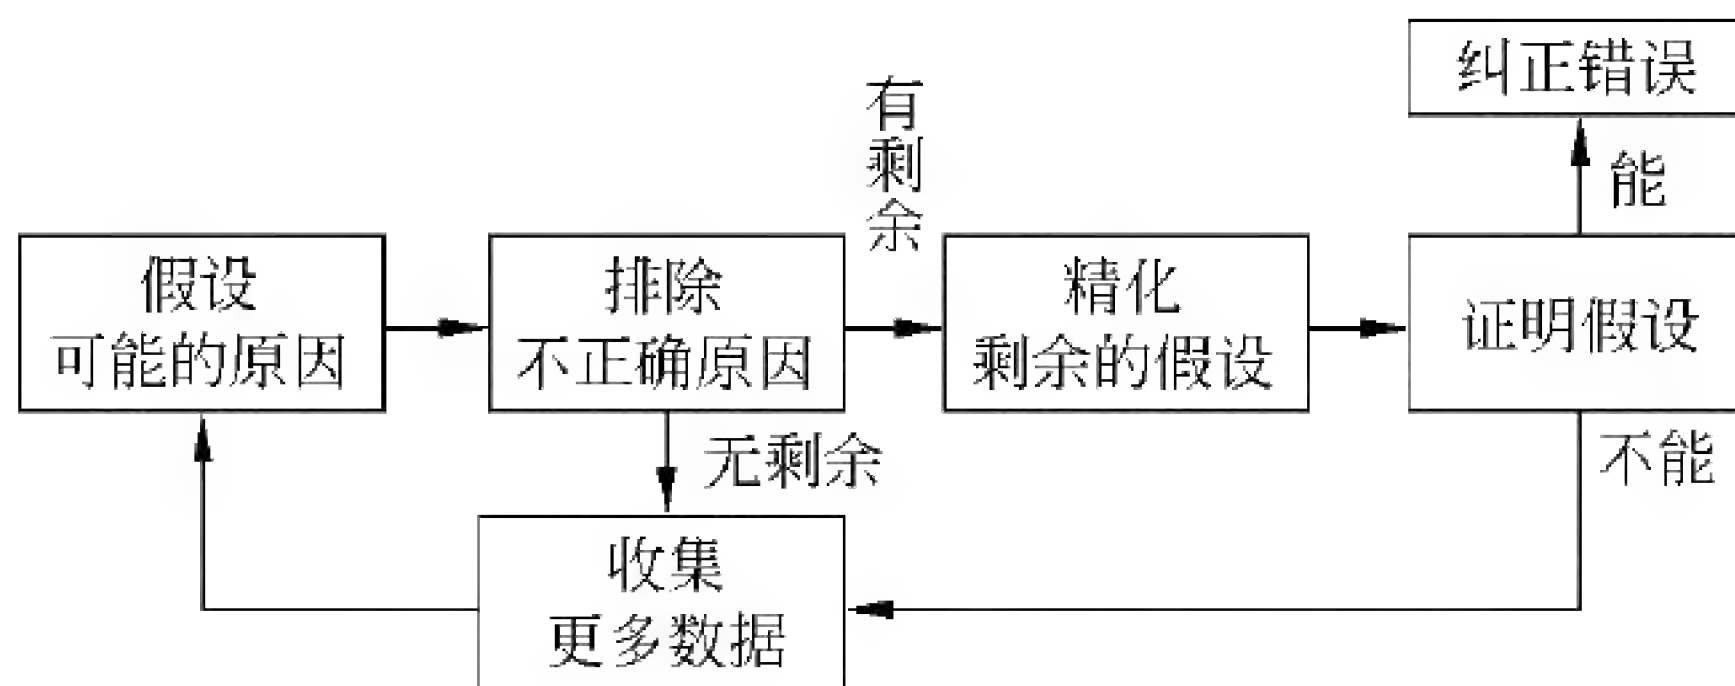 纠正错误
有剩余
能
假设
可能的原因
排除
不正确原因
精化
剩余的假设
证明假设
无剩余
不能
收集
更多数据